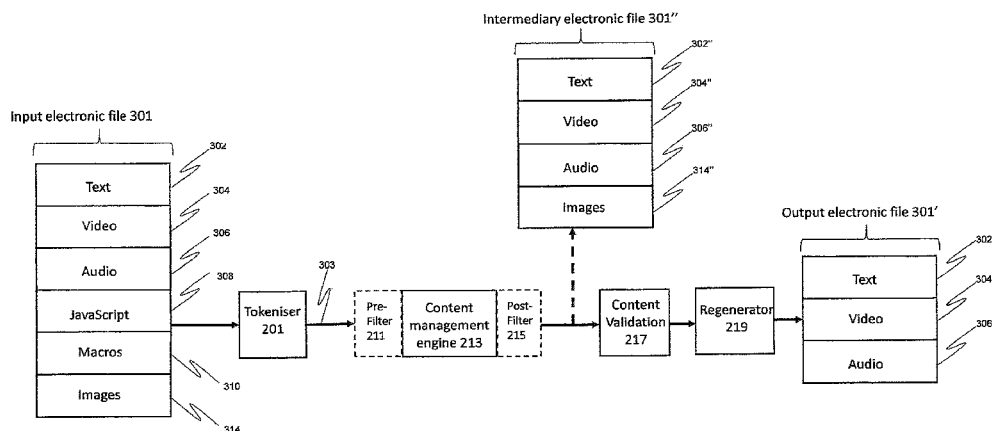 Intermediary electronic file 301''
302''
Text
304''
Video
306''
Audio
314''
Images
Input electronic file 301
302
Text
304
Video
306
Audio
308
JavaScript
Macros
310
Images
314
Tokeniser
201
303
Pre-
Filter 211
Content
management
engine 213
Post-
Filter 215
Content
Validation
217
Regenerator
219
Output electronic file 301'
302
Text
304
Video
306
Audio